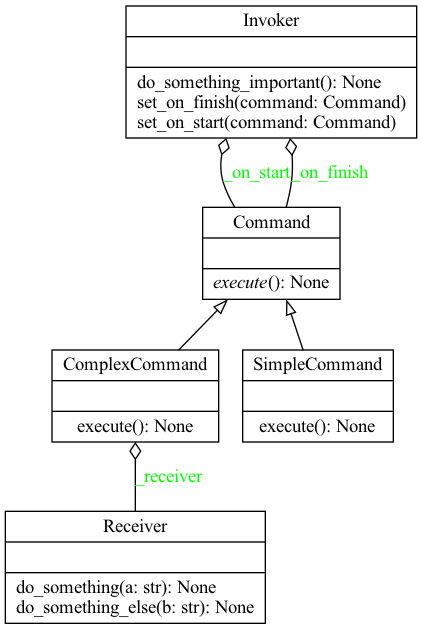 Invoker
do_something_important(): None
set_on_finish(command: Command)
set_on_start(command: Command)
_on_start _on_finish
Command
execute(): None
ComplexCommand
execute(): None
SimpleCommand
execute(): None
_receiver
Receiver
do_something(a: str): None
do_something_else(b: str): None